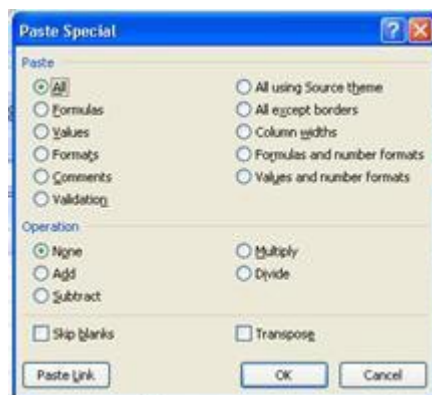 Paste Special
Paste
All
All using Source theme
Formulas
All except borders
Values
Column widths
Formats
Formulas and number formats
Comments
Values and number formats
Validation
Operation
None
Multiply
Add
Divide
Subtract
Skip blanks
Transpose
Paste Link
OK
Cancel